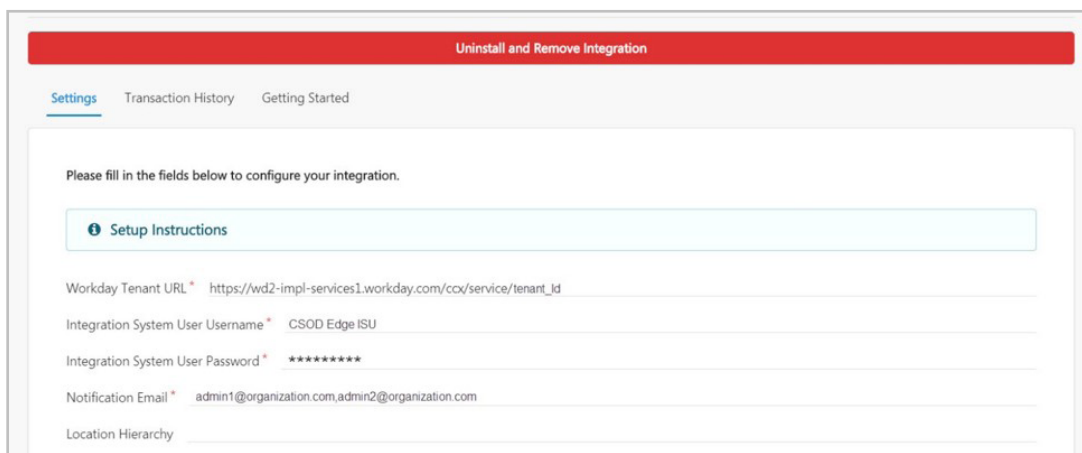 Uninstall and Remove Integration
Settings Transaction History Getting Started
Please fill in the fields below to configure your integration.
Setup Instructions
Workday Tenant URL* https://wd2-impl-services1.workday.com/ccx/service/tenant_Id
Integration System User Username* CSOD Edge ISU
Integration System User Password* *********
Notification Email* admin1@organization.com,admin2@organization.com
Location Hierarchy